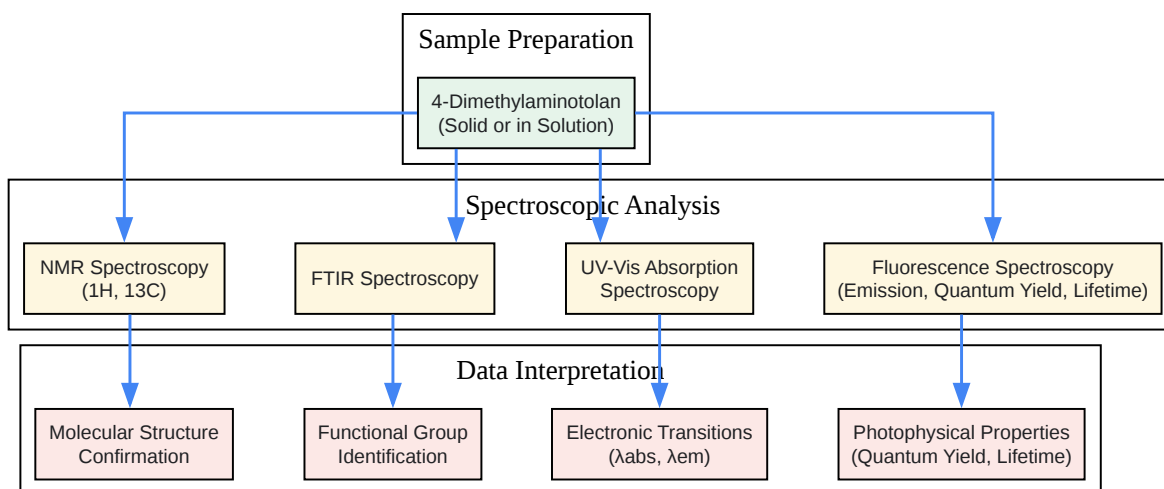 Sample Preparation
4-Dimethylaminotolan
(Solid or in Solution)
Spectroscopic Analysis
NMR Spectroscopy
(1H, 13C)
FTIR Spectroscopy
UV-Vis Absorption
Spectroscopy
Fluorescence Spectroscopy
(Emission, Quantum Yield, Lifetime)
Data Interpretation
Molecular Structure
Confirmation
Functional Group
Identification
Electronic Transitions
(λabs, λem)
Photophysical Properties
(Quantum Yield, Lifetime)